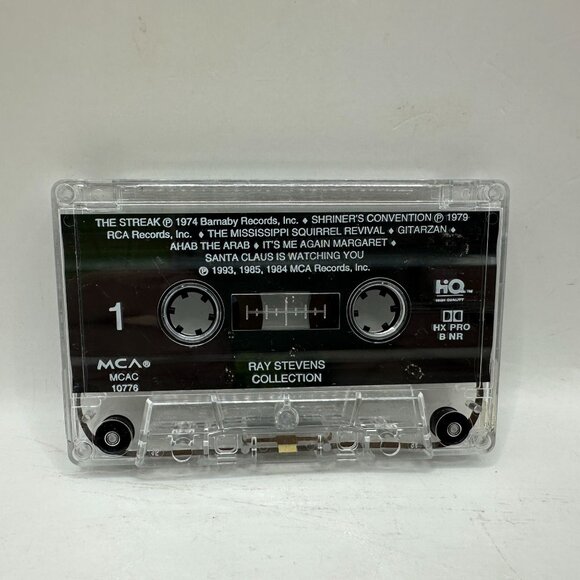 THE STREAK ℗ 1974 Barnaby Records, Inc. ♦ SHRINER'S CONVENTION ℗ 1979
RCA Records, Inc. ♦ THE MISSISSIPPI SQUIRREL REVIVAL ♦ GITARZAN ♦
AHAB THE ARAB ♦ IT'S ME AGAIN MARGARET ♦
SANTA CLAUS IS WATCHING YOU
℗ 1993, 1985, 1984 MCA Records, Inc.
1
HiQ™
HIGH QUALITY
HX PRO
B NR
MCA®
MCAC
10776
RAY STEVENS
COLLECTION